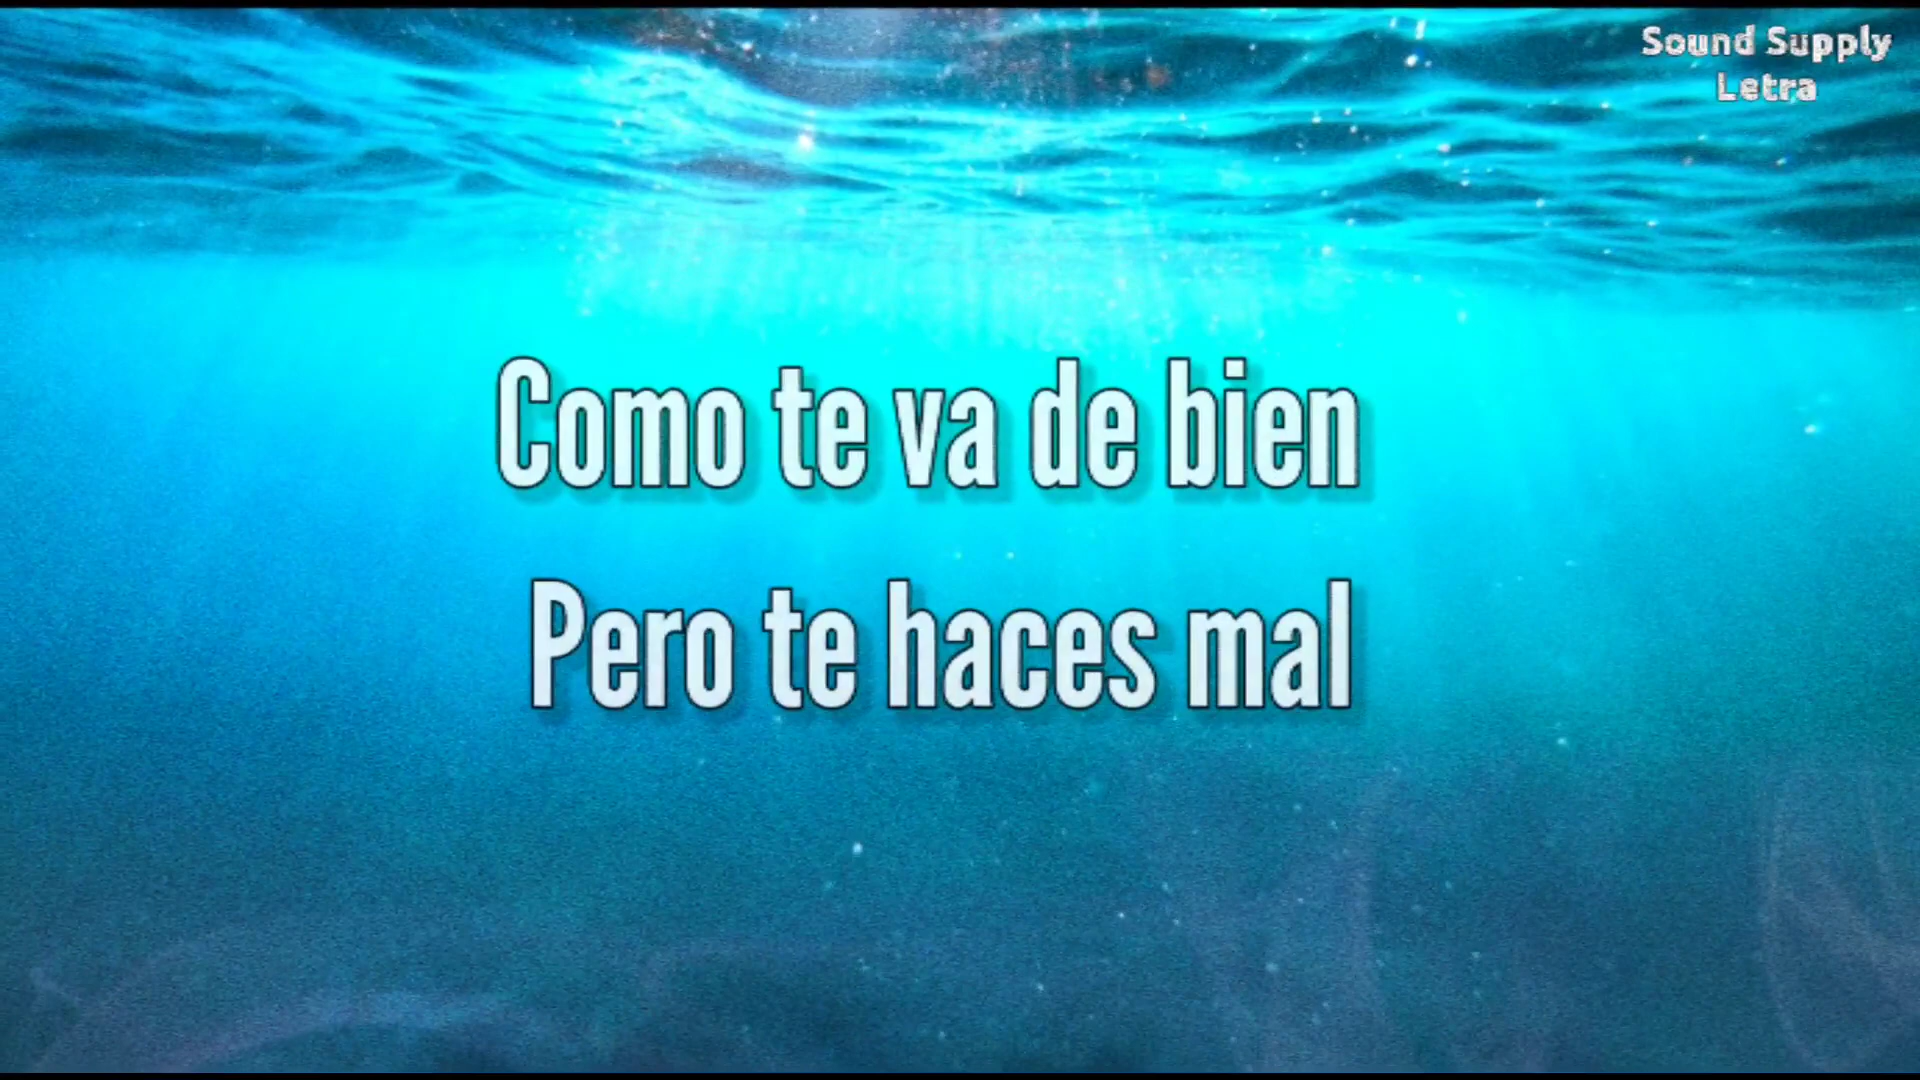 Sound Supply
Letra
Como te va de bien
Pero te haces mal